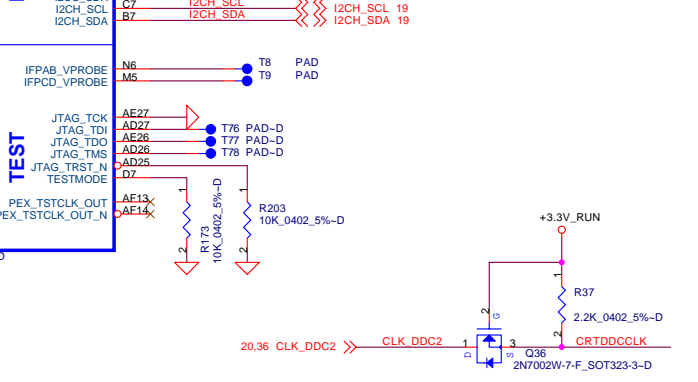 I2CH_SCL C7 I2CH_SCL I2CH_SCL 19
I2CH_SDA B7 I2CH_SDA I2CH_SDA 19
IFPAB_VPROBE N6 T8 PAD
IFPCD_VPROBE M5 T9 PAD
TEST
JTAG_TCK AE27
JTAG_TDI AD27 T76 PAD~D
JTAG_TDO AE26 T77 PAD~D
JTAG_TMS AD26 T78 PAD~D
JTAG_TRST_N AD25
TESTMODE D7
PEX_TSTCLK_OUT AF13
PEX_TSTCLK_OUT_N AF14
1 1
R173
10K_0402_5%~D
R203
10K_0402_5%~D
2 2
+3.3V_RUN
1
R37
2.2K_0402_5%~D
2
2 G
20,36 CLK_DDC2 CLK_DDC2 1 D S 3 CRTDDCCLK
Q36
2N7002W-7-F_SOT323-3~D